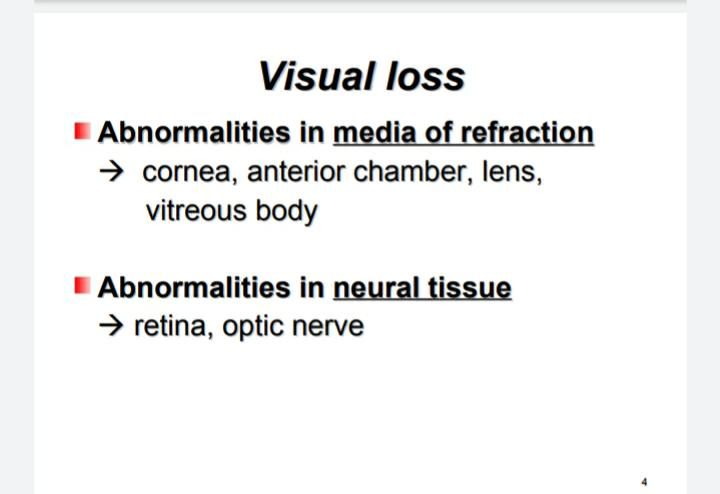 Visual loss
Abnormalities in media of refraction
→ cornea, anterior chamber, lens,
vitreous body
Abnormalities in neural tissue
→ retina, optic nerve
4